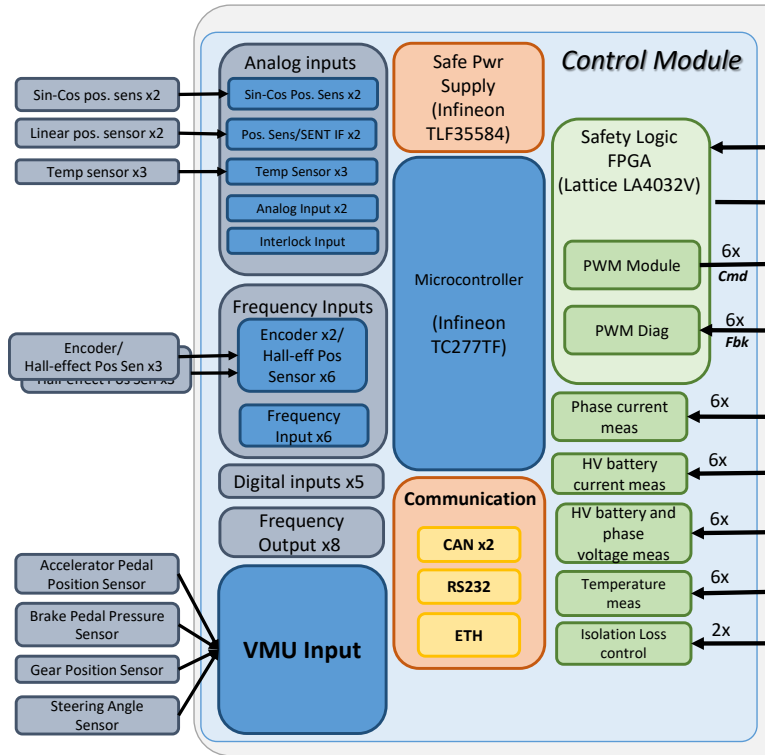 Control Module
Sin-Cos pos. sens x2
Linear pos. sensor x2
Temp sensor x3
Encoder/
Hall-effect Pos Sen x3
Hall-effect Pos Sen x3
Accelerator Pedal
Position Sensor
Brake Pedal Pressure
Sensor
Gear Position Sensor
Steering Angle
Sensor
Analog inputs
Sin-Cos Pos. Sens x2
Pos. Sens/SENT IF x2
Temp Sensor x3
Analog Input x2
Interlock Input
Frequency Inputs
Encoder x2/
Hall-eff Pos
Sensor x6
Frequency
Input x6
Digital inputs x5
Frequency
Output x8
VMU Input
Safe Pwr
Supply
(Infineon
TLF35584)
Microcontroller
(Infineon
TC277TF)
Communication
CAN x2
RS232
ETH
Safety Logic
FPGA
(Lattice LA4032V)
PWM Module
6x
Cmd
PWM Diag
6x
Fbk
Phase current
meas
6x
HV battery
current meas
6x
HV battery and
phase
voltage meas
6x
Temperature
meas
6x
Isolation Loss
control
2x